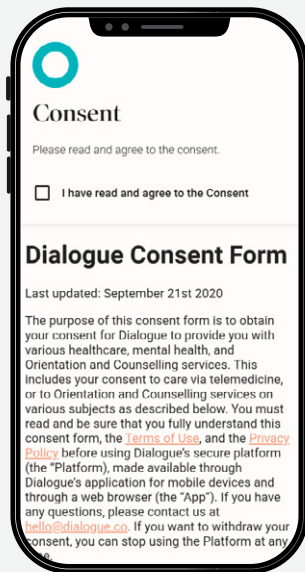 Consent
Please read and agree to the consent.
I have read and agree to the Consent
Dialogue Consent Form
Last updated: September 21st 2020
The purpose of this consent form is to obtain
your consent for Dialogue to provide you with
various healthcare, mental health, and
Orientation and Counselling services. This
includes your consent to care via telemedicine,
or to Orientation and Counselling services on
various subjects as described below. You must
read and be sure that you fully understand this
consent form, the Terms of Use, and the Privacy
Policy before using Dialogue's secure platform
(the “Platform), made available through
Dialogue's application for mobile devices and
through a web browser (the “App”). If you have
any questions, please contact us at
hello@dialogue.co. If you want to withdraw your
consent, you can stop using the Platform at any